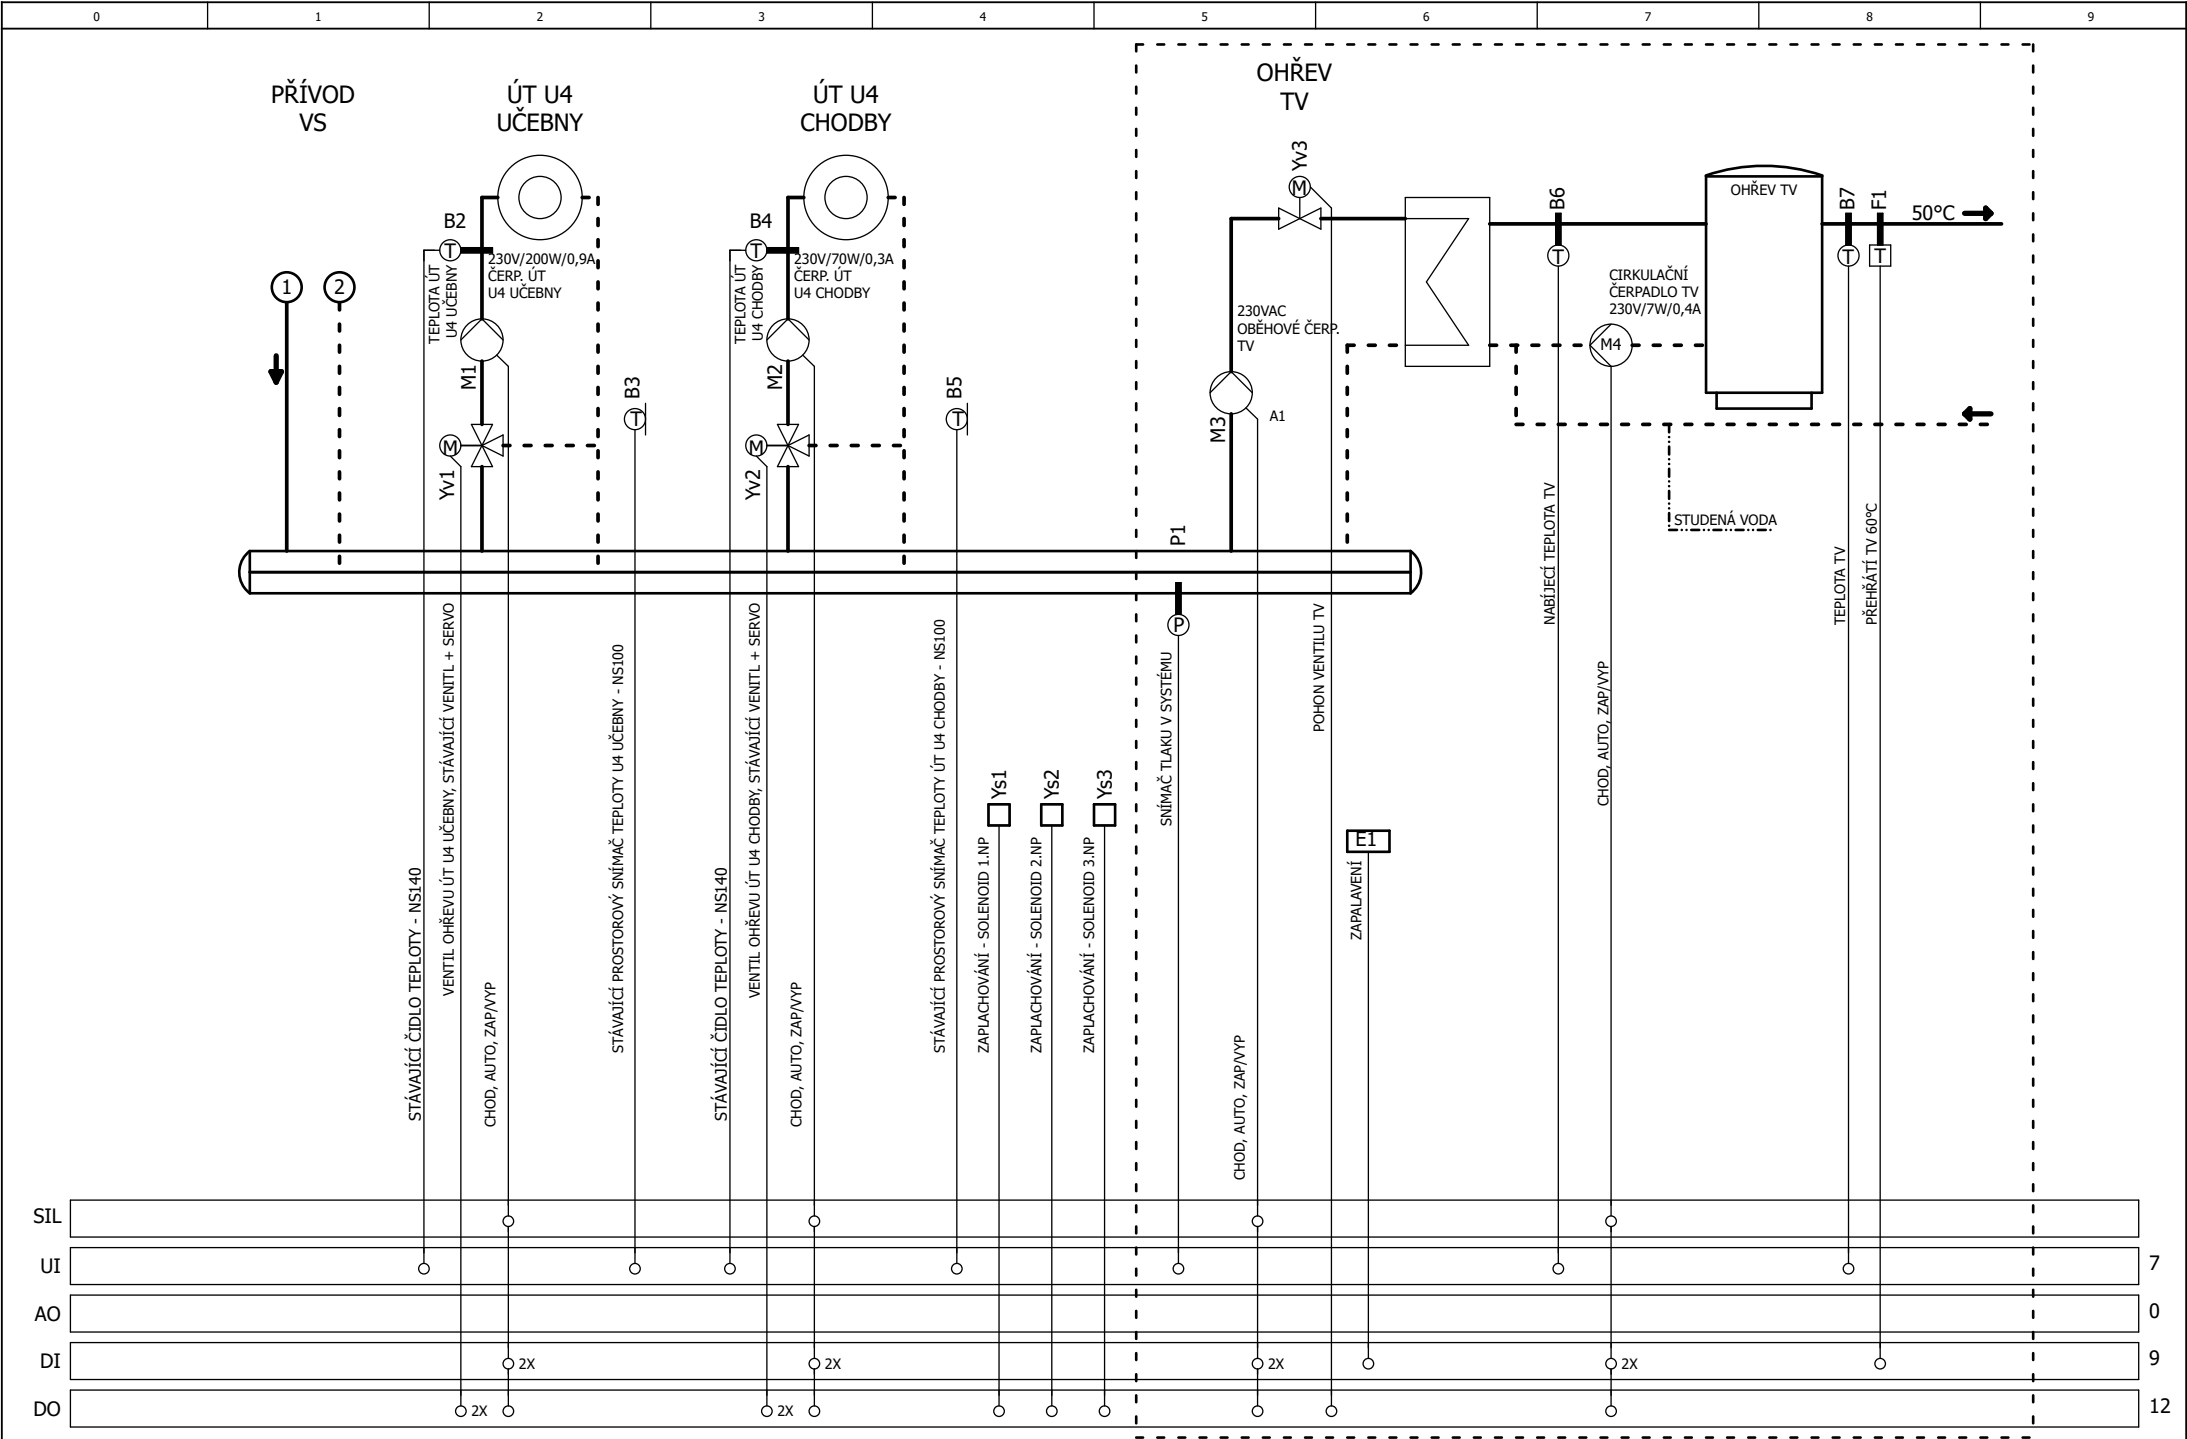 0 1 2 3 4 5 6 7 8 9
PŘÍVOD
VS
ÚT U4
UČEBNY
ÚT U4
CHODBY
OHŘEV
TV
1
2
B2
T
TEPLOTA ÚT
U4 UČEBNY
230V/200W/0,9A
ČERP. ÚT
U4 UČEBNY
M1
M
Yv1
B3
T
B4
T
TEPLOTA ÚT
U4 CHODBY
230V/70W/0,3A
ČERP. ÚT
U4 CHODBY
M2
M
Yv2
B5
T
Yv3
M
230VAC
OBĚHOVÉ ČERP.
TV
M3
A1
P1
P
B6
T
CIRKULAČNÍ
ČERPADLO TV
230V/7W/0,4A
M4
OHŘEV TV
B7
T
F1
T
50°C
STUDENÁ VODA
STÁVAJÍCÍ ČIDLO TEPLOTY - NS140
VENTIL OHŘEVU ÚT U4 UČEBNY, STÁVAJÍCÍ VENITL + SERVO
CHOD, AUTO, ZAP/VYP
STÁVAJÍCÍ PROSTOROVÝ SNÍMAČ TEPLOTY U4 UČEBNY - NS100
STÁVAJÍCÍ ČIDLO TEPLOTY - NS140
VENTIL OHŘEVU ÚT U4 CHODBY, STÁVAJÍCÍ VENITL + SERVO
CHOD, AUTO, ZAP/VYP
STÁVAJÍCÍ PROSTOROVÝ SNÍMAČ TEPLOTY ÚT U4 CHODBY - NS100
Ys1
ZAPLACHOVÁNÍ - SOLENOID 1.NP
Ys2
ZAPLACHOVÁNÍ - SOLENOID 2.NP
Ys3
ZAPLACHOVÁNÍ - SOLENOID 3.NP
SNÍMAČ TLAKU V SYSTÉMU
CHOD, AUTO, ZAP/VYP
POHON VENTILU TV
E1
ZAPALAVENÍ
NABÍJECÍ TEPLOTA TV
CHOD, AUTO, ZAP/VYP
TEPLOTA TV
PŘEHŘÁTÍ TV 60°C
SIL
UI 7
AO 0
DI 2X 2X 2X 2X 9
DO 2X 2X 12